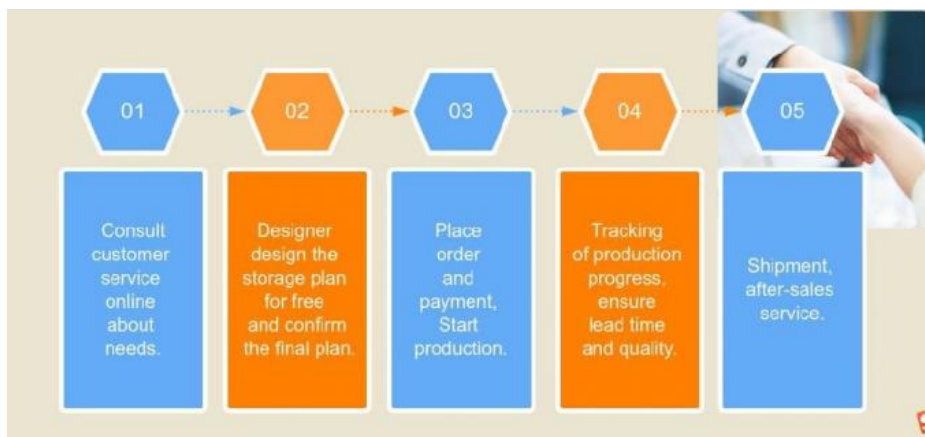 01
02
03
04
05
Consult
customer
service
online
about
needs.
Designer
design the
storage plan
for free
and confirm
the final plan.
Place
order
and
payment,
Start
production.
Tracking
of production
progress,
ensure
lead time
and quality.
Shipment,
after-sales
service.